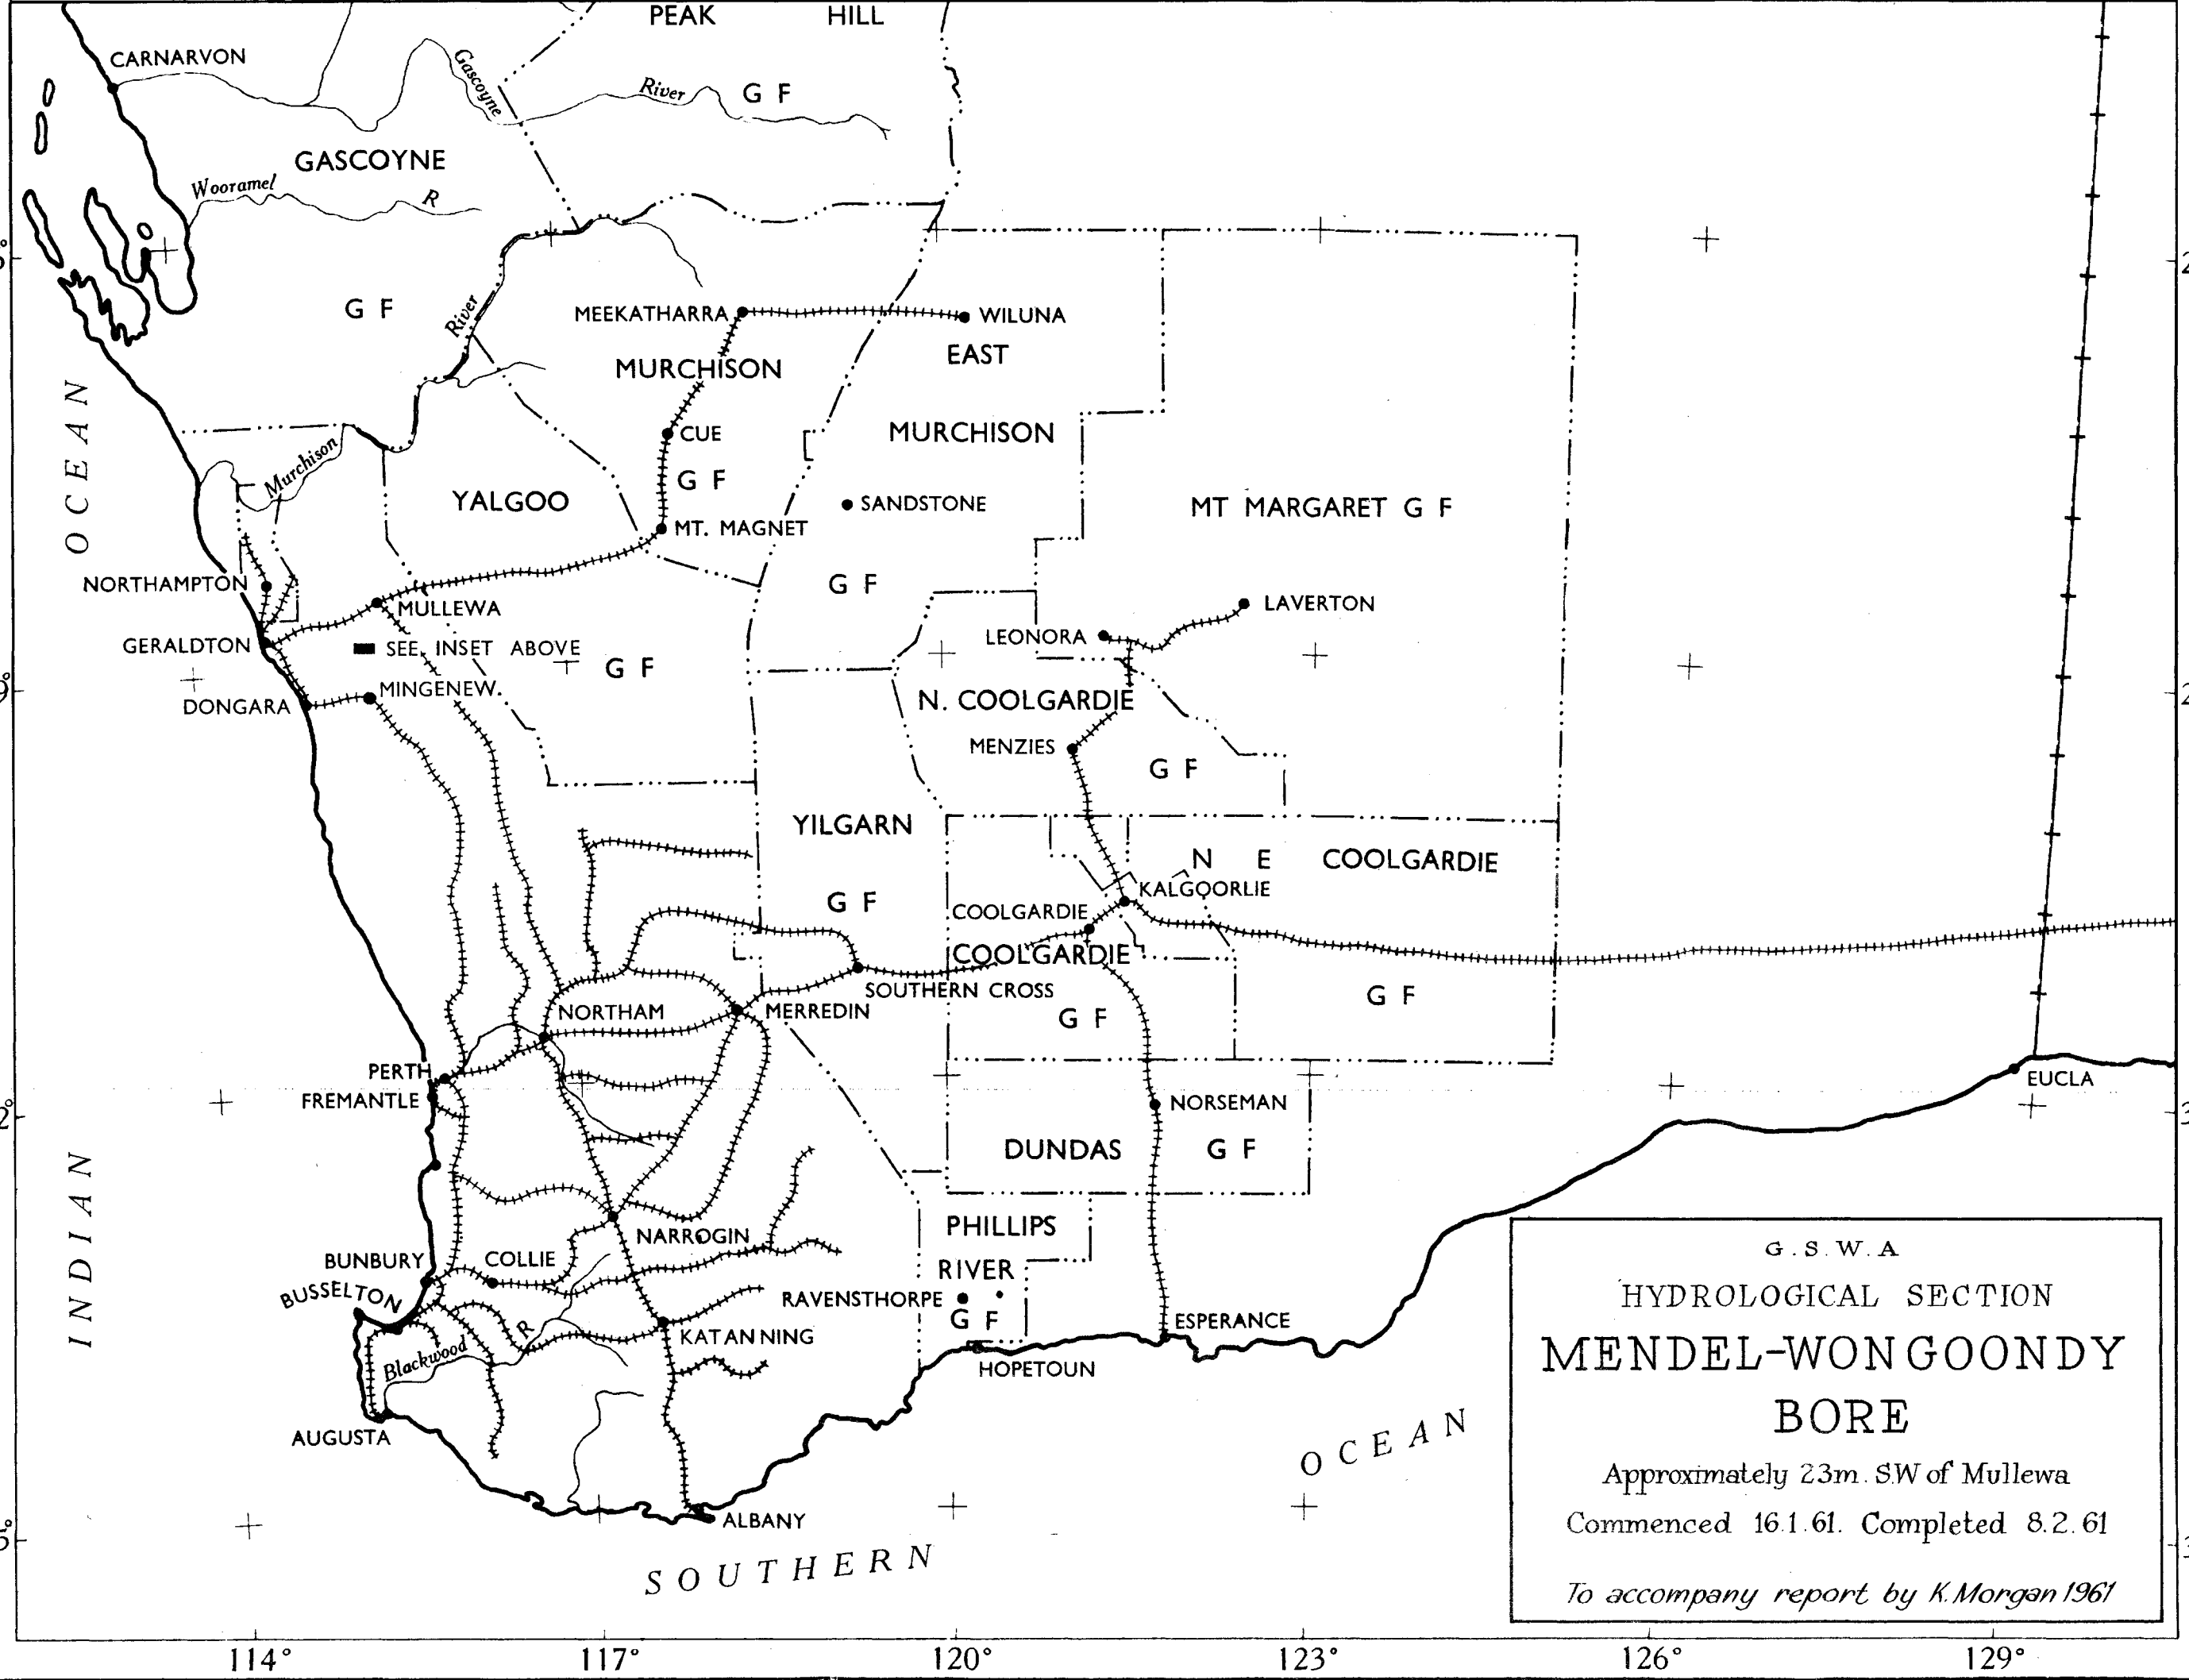 PEAK HILL
CARNARVON
Gascoyne
River
G F
GASCOYNE
Wooramel
R
G F
River
MEEKATHARRA
WILUNA
EAST
MURCHISON
OCEAN
CUE
MURCHISON
Murchison
G F
YALGOO
SANDSTONE
MT MARGARET G F
MT. MAGNET
NORTHAMPTON
G F
MULLEWA
LAVERTON
LEONORA
GERALDTON
SEE INSET ABOVE
G F
MINGENEW.
DONGARA
N. COOLGARDIE
MENZIES
G F
YILGARN
N E COOLGARDIE
KALGOORLIE
G F
COOLGARDIE
COOLGARDIE
SOUTHERN CROSS
G F
NORTHAM
MERREDIN
G F
PERTH
EUCLA
FREMANTLE
NORSEMAN
DUNDAS
G F
INDIAN
PHILLIPS
NARROGIN
BUNBURY
COLLIE
RIVER
BUSSELTON
RAVENSTHORPE
G F
ESPERANCE
R
KATANNING
Blackwood
HOPETOUN
AUGUSTA
OCEAN
ALBANY
SOUTHERN
G.S.W.A
HYDROLOGICAL SECTION
MENDEL-WONGOONDY
BORE
Approximately 23m. S.W of Mullewa
Commenced 16.1.61. Completed 8.2.61
To accompany report by K.Morgan 1961
114° 117° 120° 123° 126° 129°